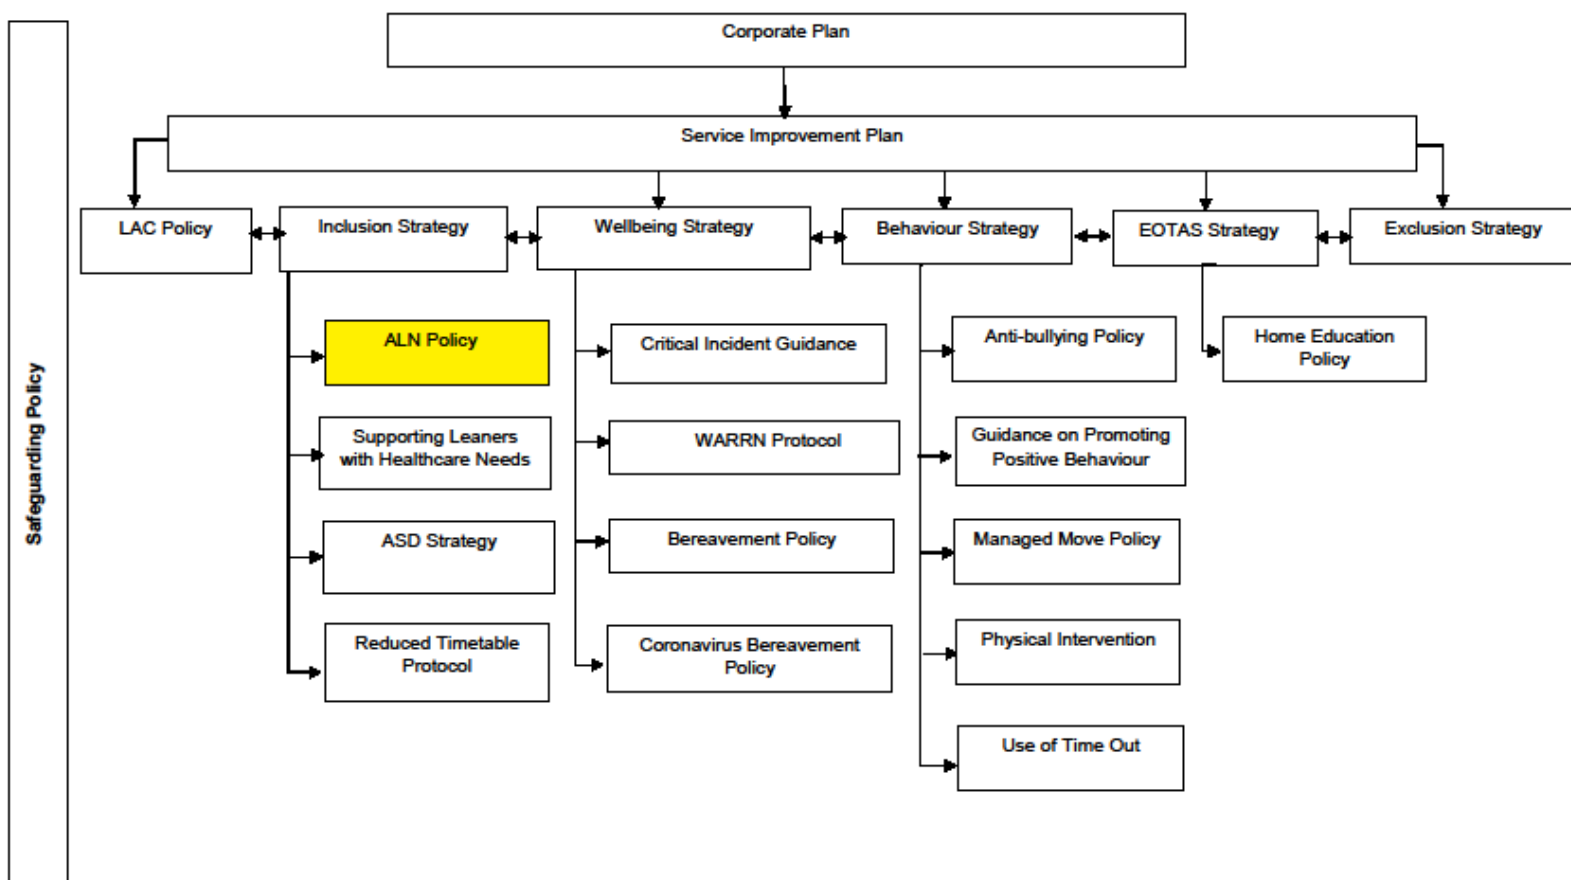 Corporate Plan
Service Improvement Plan
LAC Policy
Inclusion Strategy
Wellbeing Strategy
Behaviour Strategy
EOTAS Strategy
Exclusion Strategy
ALN Policy
Supporting Leaners
with Healthcare Needs
ASD Strategy
Reduced Timetable
Protocol
Critical Incident Guidance
WARRN Protocol
Bereavement Policy
Coronavirus Bereavement
Policy
Anti-bullying Policy
Guidance on Promoting
Positive Behaviour
Managed Move Policy
Physical Intervention
Use of Time Out
Home Education
Policy
Safeguarding Policy